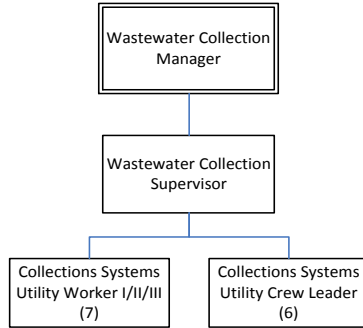 Wastewater Collection
Manager
Wastewater Collection
Supervisor
Collections Systems
Utility Worker I/II/III
(7)
Collections Systems
Utility Crew Leader
(6)